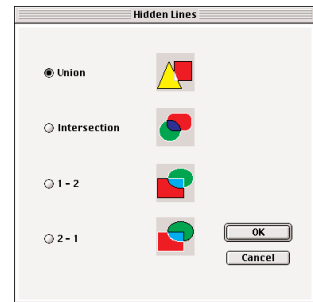 Hidden Lines
Union
Intersection
1 - 2
2 - 1
OK
Cancel